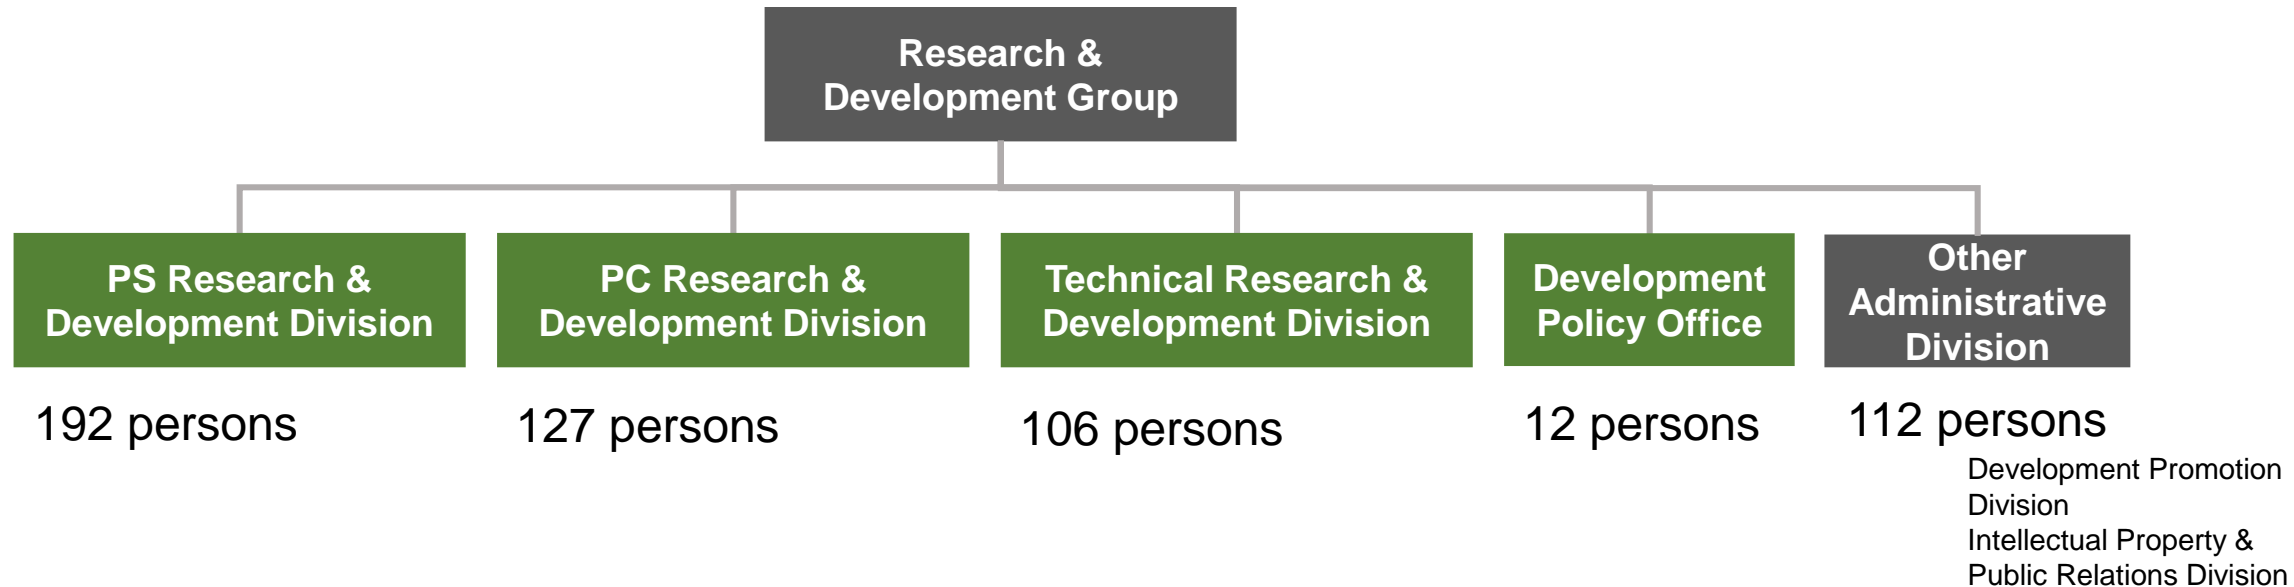 Research &
Development Group
PS Research &
Development Division
PC Research &
Development Division
Technical Research &
Development Division
Development
Policy Office
Other
Administrative
Division
192 persons
127 persons
106 persons
12 persons
112 persons
Development Promotion
Division
Intellectual Property &
Public Relations Division